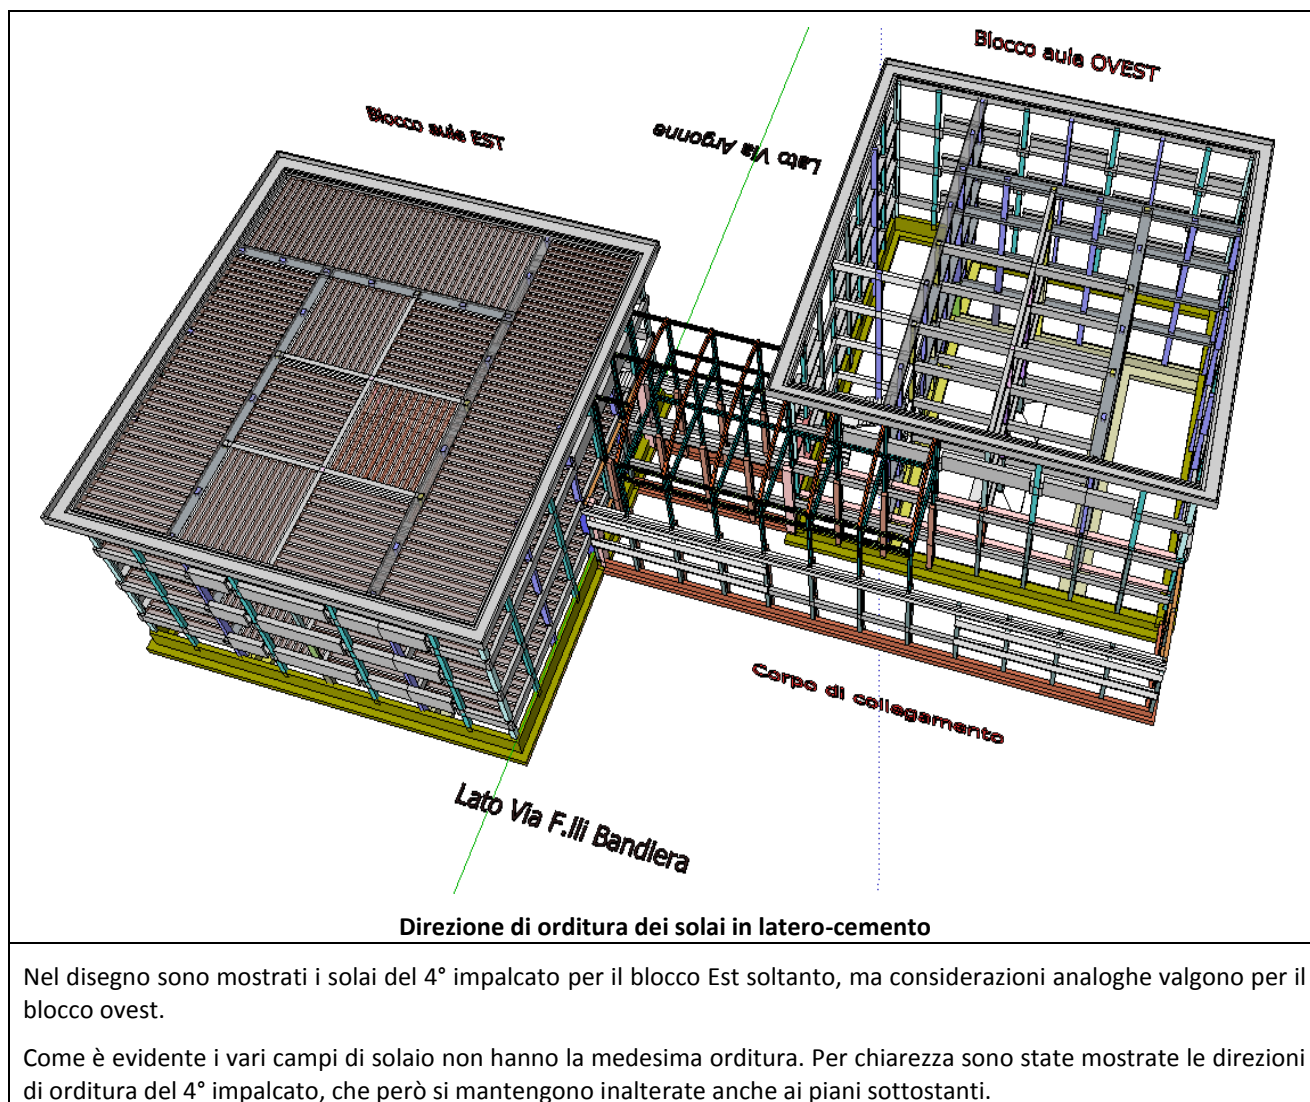 Blocco aula OVEST
Blocco aula EST
Lato Via Argonne
Corpo di collegamento
Lato Via F.lli Bandiera
Direzione di orditura dei solai in latero-cemento
Nel disegno sono mostrati i solai del 4° impalcato per il blocco Est soltanto, ma considerazioni analoghe valgono per il
blocco ovest.
Come è evidente i vari campi di solaio non hanno la medesima orditura. Per chiarezza sono state mostrate le direzioni
di orditura del 4° impalcato, che però si mantengono inalterate anche ai piani sottostanti.